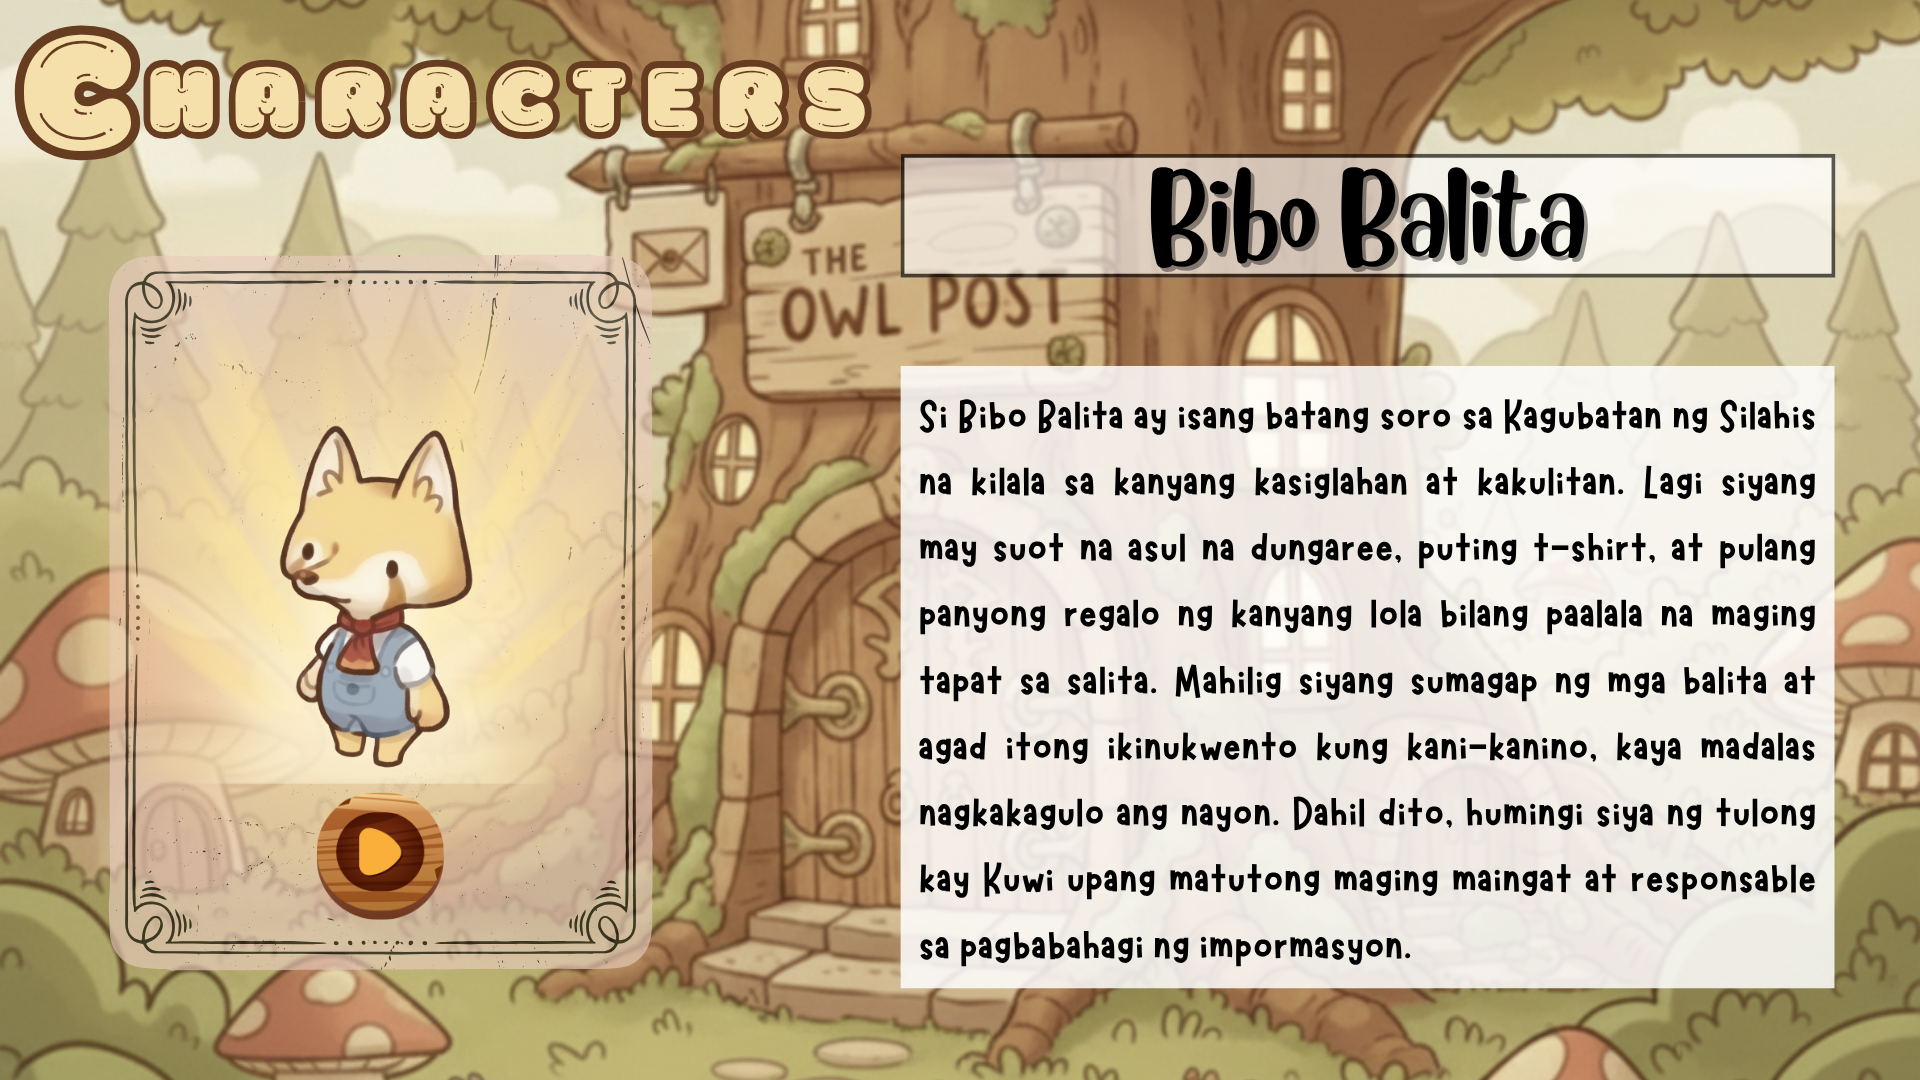 CHARACTERS
THE
OWL POST
Bibo Balita
Si Bibo Balita ay isang batang soro sa Kagubatan ng Silahis
na kilala sa kanyang kasiglahan at kakulitan. Lagi siyang
may suot na asul na dungaree, puting t-shirt, at pulang
panyong regalo ng kanyang lola bilang paalala na maging
tapat sa salita. Mahilig siyang sumagap ng mga balita at
agad itong ikinukwento kung kani-kanino, kaya madalas
nagkakagulo ang nayon. Dahil dito, humingi siya ng tulong
kay Kuwi upang matutong maging maingat at responsable
sa pagbabahagi ng impormasyon.